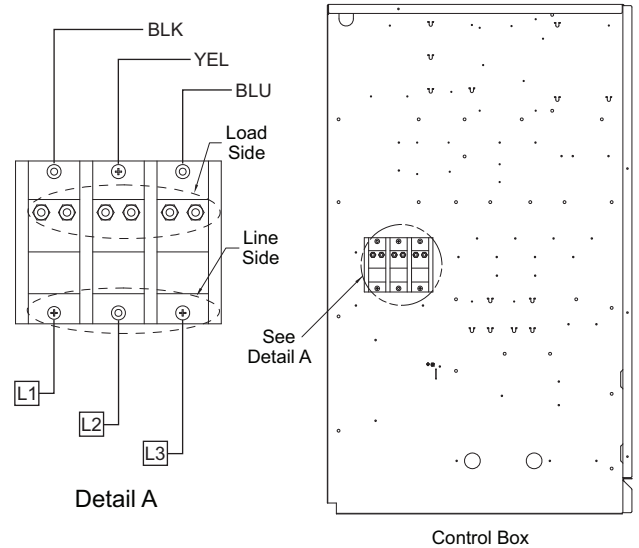 BLK
YEL
BLU
Load
Side
Line
Side
See
Detail A
L1
L2
L3
Detail A
Control Box